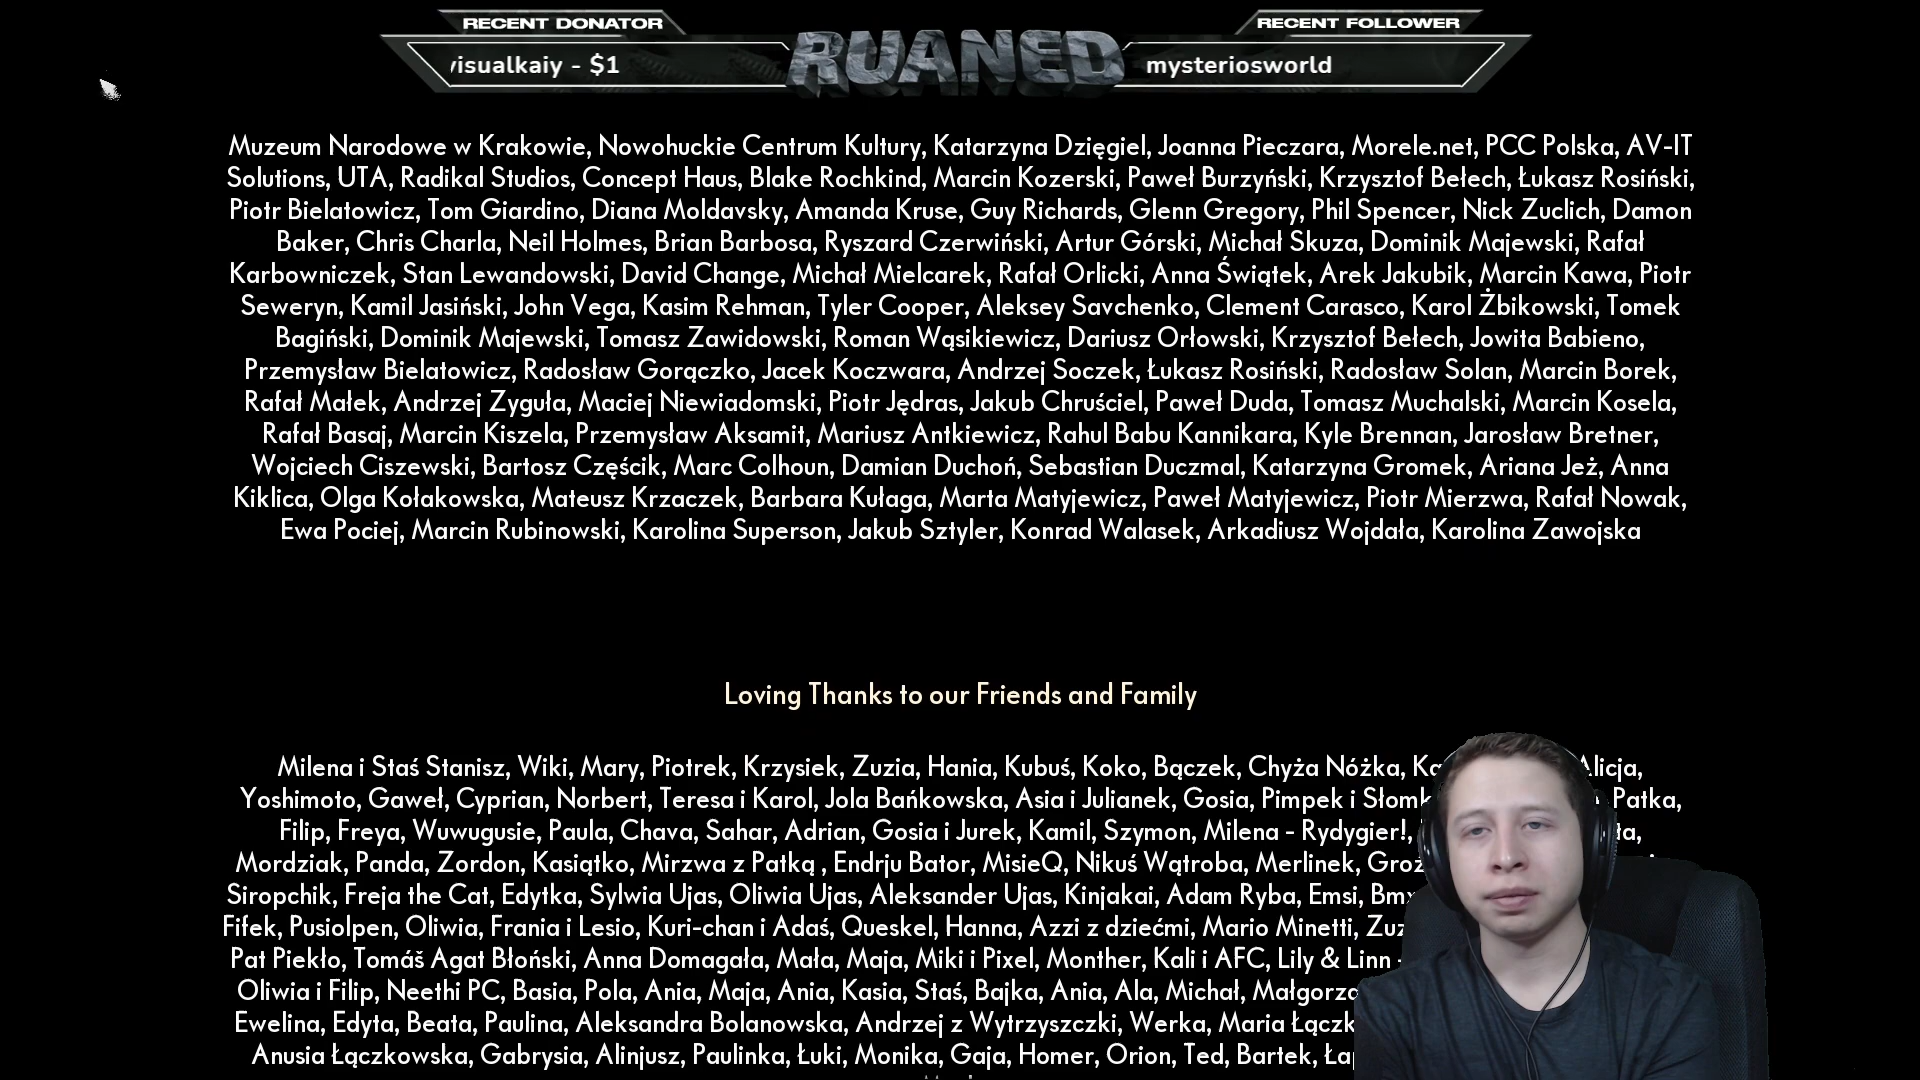 RECENT DONATOR
RECENT FOLLOWER
visualkaiy - $1
RUANED
mysteriosworld
Muzeum Narodowe w Krakowie, Nowohuckie Centrum Kultury, Katarzyna Dzięgiel, Joanna Pieczara, Morele.net, PCC Polska, AV-IT
Solutions, UTA, Radikal Studios, Concept Haus, Blake Rochkind, Marcin Kozerski, Paweł Burzyński, Krzysztof Bełech, Łukasz Rosiński,
Piotr Bielatowicz, Tom Giardino, Diana Moldavsky, Amanda Kruse, Guy Richards, Glenn Gregory, Phil Spencer, Nick Zuclich, Damon
Baker, Chris Charla, Neil Holmes, Brian Barbosa, Ryszard Czerwiński, Artur Górski, Michał Skuza, Dominik Majewski, Rafał
Karbowniczek, Stan Lewandowski, David Change, Michał Mielcarek, Rafał Orlicki, Anna Świątek, Arek Jakubik, Marcin Kawa, Piotr
Seweryn, Kamil Jasiński, John Vega, Kasim Rehman, Tyler Cooper, Aleksey Savchenko, Clement Carasco, Karol Żbikowski, Tomek
Bagiński, Dominik Majewski, Tomasz Zawidowski, Roman Wąsikiewicz, Dariusz Orłowski, Krzysztof Bełech, Jowita Babieno,
Przemysław Bielatowicz, Radosław Gorączko, Jacek Koczwara, Andrzej Soczek, Łukasz Rosiński, Radosław Solan, Marcin Borek,
Rafał Małek, Andrzej Zyguła, Maciej Niewiadomski, Piotr Jędras, Jakub Chruściel, Paweł Duda, Tomasz Muchalski, Marcin Kosela,
Rafał Basaj, Marcin Kiszela, Przemysław Aksamit, Mariusz Antkiewicz, Rahul Babu Kannikara, Kyle Brennan, Jarosław Bretner,
Wojciech Ciszewski, Bartosz Częścik, Marc Colhoun, Damian Duchoń, Sebastian Duczmal, Katarzyna Gromek, Ariana Jeż, Anna
Kiklica, Olga Kołakowska, Mateusz Krzaczek, Barbara Kułaga, Marta Matyjewicz, Paweł Matyjewicz, Piotr Mierzwa, Rafał Nowak,
Ewa Pociej, Marcin Rubinowski, Karolina Superson, Jakub Sztyler, Konrad Walasek, Arkadiusz Wojdała, Karolina Zawojska
Loving Thanks to our Friends and Family
Milena i Staś Stanisz, Wiki, Mary, Piotrek, Krzysiek, Zuzia, Hania, Kubuś, Koko, Bączek, Chyża Nóżka, Alicja,
Yoshimoto, Gaweł, Cyprian, Norbert, Teresa i Karol, Jola Bańkowska, Asia i Julianek, Gosia, Pimpek i Patka,
Filip, Freya, Wuwugusie, Paula, Chava, Sahar, Adrian, Gosia i Jurek, Kamil, Szymon, Milena - Rydygier!,
Mordziak, Panda, Zordon, Kasiątko, Mirzwa z Patką , Endrju Bator, MisieQ, Nikuś Wątroba, Merlinek,
Siropchik, Freja the Cat, Edytka, Sylwia Ujas, Oliwia Ujas, Aleksander Ujas, Kinjakai, Adam Ryba, Emsi,
Fifek, Pusiolpen, Oliwia, Frania i Lesio, Kuri-chan i Adaś, Queskel, Hanna, Azzi z dziećmi, Mario Minetti,
Pat Piekło, Tomáš Agat Błoński, Anna Domagała, Mała, Maja, Miki i Pixel, Monther, Kali i AFC, Lily & Linn -
Oliwia i Filip, Neethi PC, Basia, Pola, Ania, Maja, Ania, Kasia, Staś, Bajka, Ania, Ala, Michał,
Ewelina, Edyta, Beata, Paulina, Aleksandra Bolanowska, Andrzej z Wytrzyszczki, Werka, Maria
Anusia Łączkowska, Gabrysia, Alinjusz, Paulinka, Łuki, Monika, Gaja, Homer, Orion, Ted, Bartek,